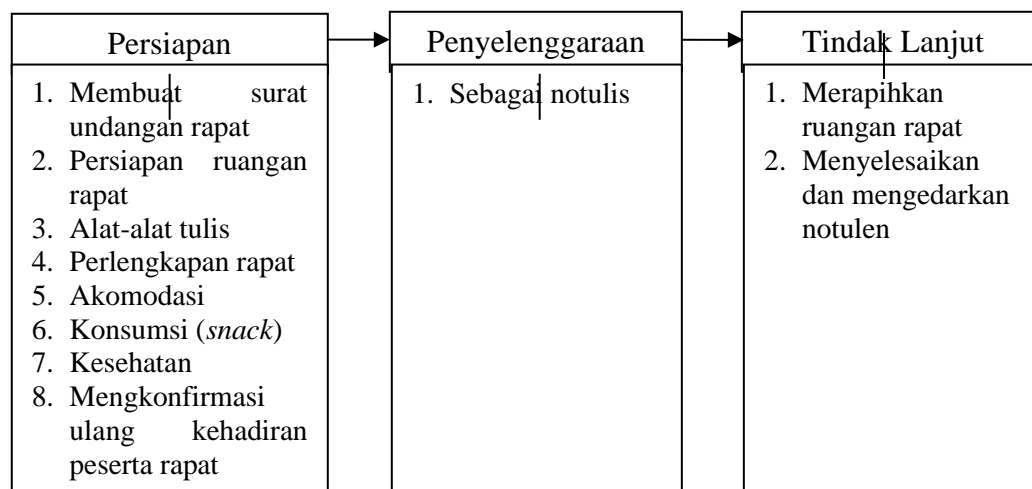 Persiapan
1. Membuat surat
undangan rapat
2. Persiapan ruangan
rapat
3. Alat-alat tulis
4. Perlengkapan rapat
5. Akomodasi
6. Konsumsi (snack)
7. Kesehatan
8. Mengkonfirmasi
ulang kehadiran
peserta rapat
Penyelenggaraan
1. Sebagai notulis
Tindak Lanjut
1. Merapihkan
ruangan rapat
2. Menyelesaikan
dan mengedarkan
notulen